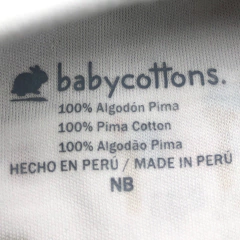 babycottons.
100% Algodón Pima
100% Pima Cotton
100% Algodão Pima
HECHO EN PERÚ / MADE IN PERÚ
NB